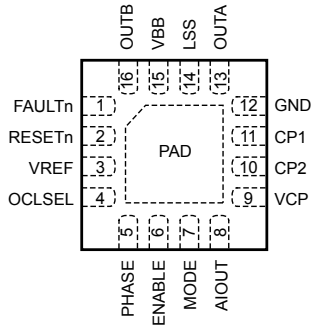 OUTB
VBB
LSS
OUTA
16
15
14
13
FAULTn 1
RESETn 2
VREF 3
OCLSEL 4
PAD
12 GND
11 CP1
10 CP2
9 VCP
5
6
7
8
PHASE
ENABLE
MODE
AIOUT